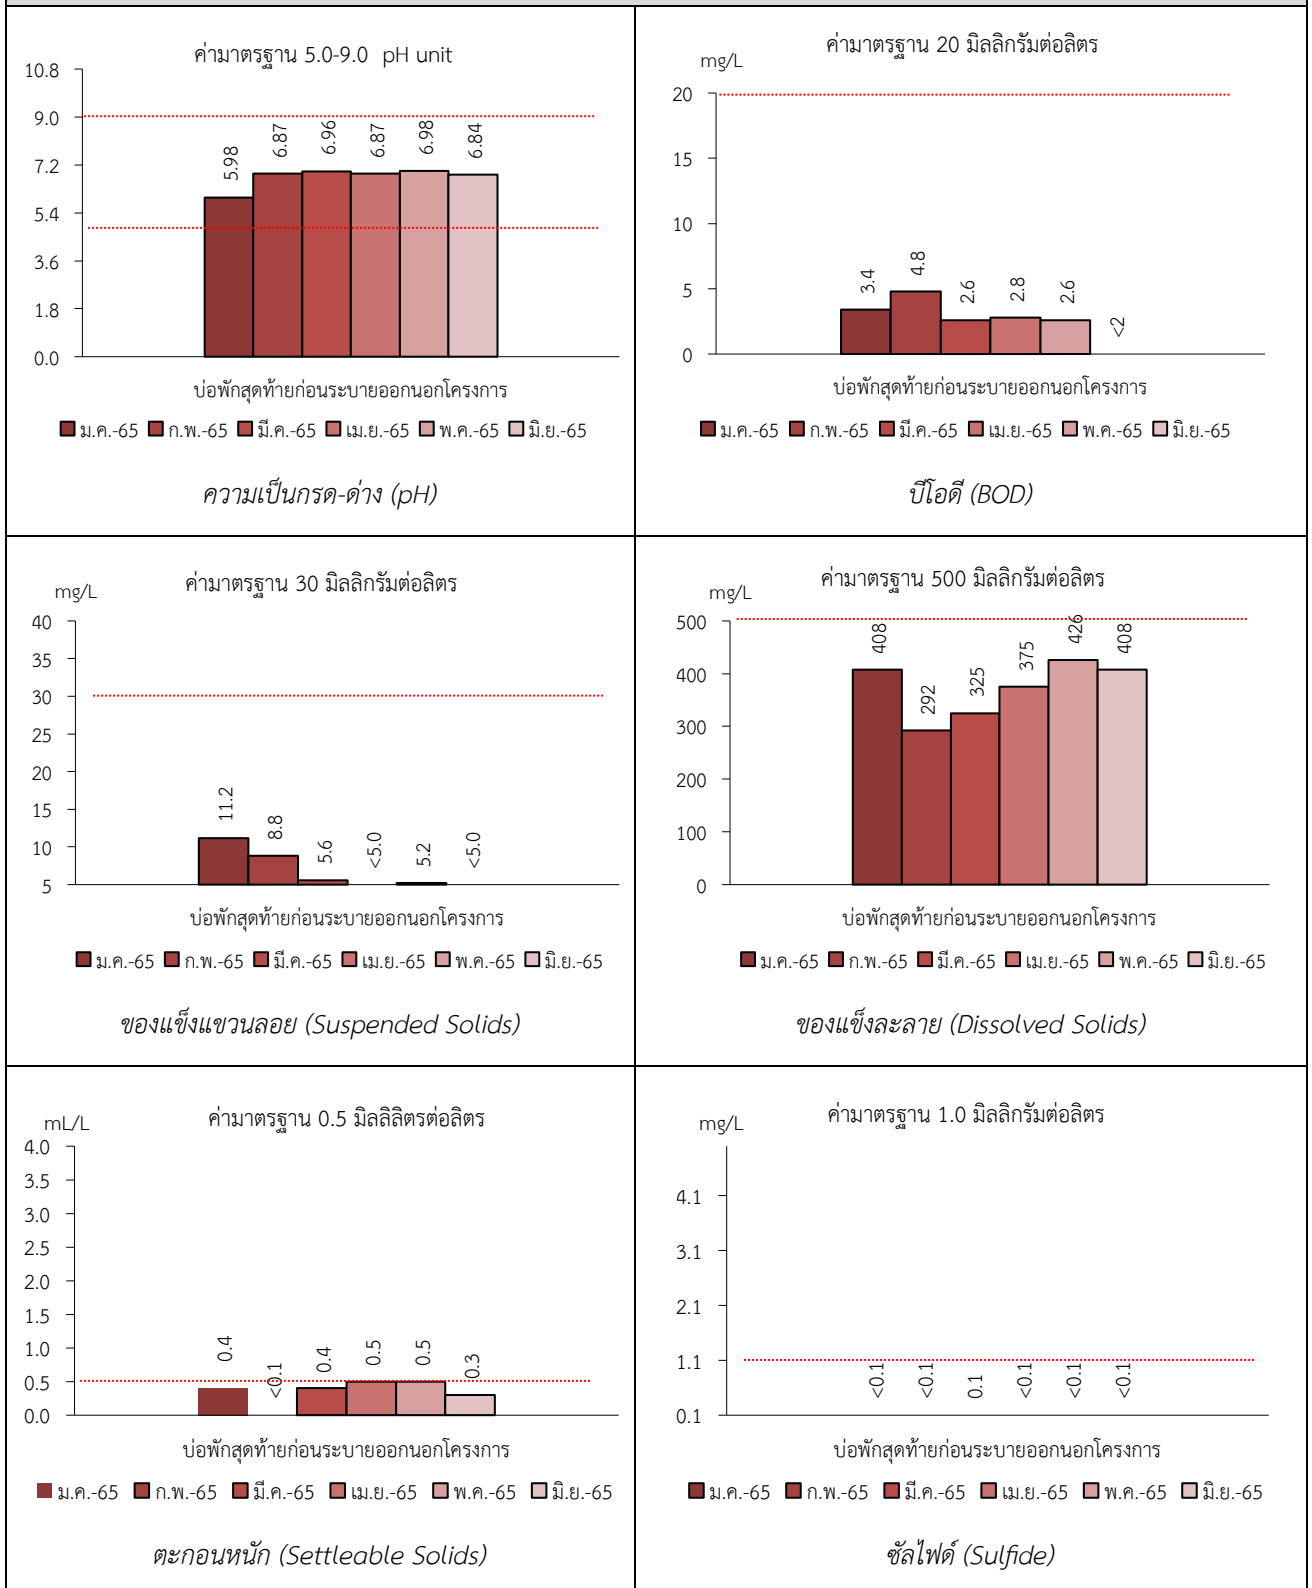 ค่ามาตรฐาน 5.0-9.0 pH unit
10.8
9.0
7.2
5.4
3.6
1.8
0.0
5.98
6.87
6.96
6.87
6.98
6.84
บ่อพักสุดท้ายก่อนระบายออกนอกโครงการ
ม.ค.-65 ก.พ.-65 มี.ค.-65 เม.ย.-65 พ.ค.-65 มิ.ย.-65
ความเป็นกรด-ด่าง (pH)
ค่ามาตรฐาน 20 มิลลิกรัมต่อลิตร
mg/L
20
15
10
5
0
3.4
4.8
2.6
2.8
2.6
<2
บ่อพักสุดท้ายก่อนระบายออกนอกโครงการ
ม.ค.-65 ก.พ.-65 มี.ค.-65 เม.ย.-65 พ.ค.-65 มิ.ย.-65
บีโอดี (BOD)
ค่ามาตรฐาน 30 มิลลิกรัมต่อลิตร
mg/L
40
35
30
25
20
15
10
5
11.2
8.8
5.6
<5.0
5.2
<5.0
บ่อพักสุดท้ายก่อนระบายออกนอกโครงการ
ม.ค.-65 ก.พ.-65 มี.ค.-65 เม.ย.-65 พ.ค.-65 มิ.ย.-65
ของแข็งแขวนลอย (Suspended Solids)
ค่ามาตรฐาน 500 มิลลิกรัมต่อลิตร
mg/L
500
400
300
200
100
0
408
292
325
375
426
408
บ่อพักสุดท้ายก่อนระบายออกนอกโครงการ
ม.ค.-65 ก.พ.-65 มี.ค.-65 เม.ย.-65 พ.ค.-65 มิ.ย.-65
ของแข็งละลาย (Dissolved Solids)
ค่ามาตรฐาน 0.5 มิลลิลิตรต่อลิตร
mL/L
4.0
3.5
3.0
2.5
2.0
1.5
1.0
0.5
0.0
0.4
<0.1
0.4
0.5
0.5
0.3
บ่อพักสุดท้ายก่อนระบายออกนอกโครงการ
ม.ค.-65 ก.พ.-65 มี.ค.-65 เม.ย.-65 พ.ค.-65 มิ.ย.-65
ตะกอนหนัก (Settleable Solids)
ค่ามาตรฐาน 1.0 มิลลิกรัมต่อลิตร
mg/L
4.1
3.1
2.1
1.1
0.1
<0.1
<0.1
0.1
<0.1
<0.1
<0.1
บ่อพักสุดท้ายก่อนระบายออกนอกโครงการ
ม.ค.-65 ก.พ.-65 มี.ค.-65 เม.ย.-65 พ.ค.-65 มิ.ย.-65
ซัลไฟด์ (Sulfide)